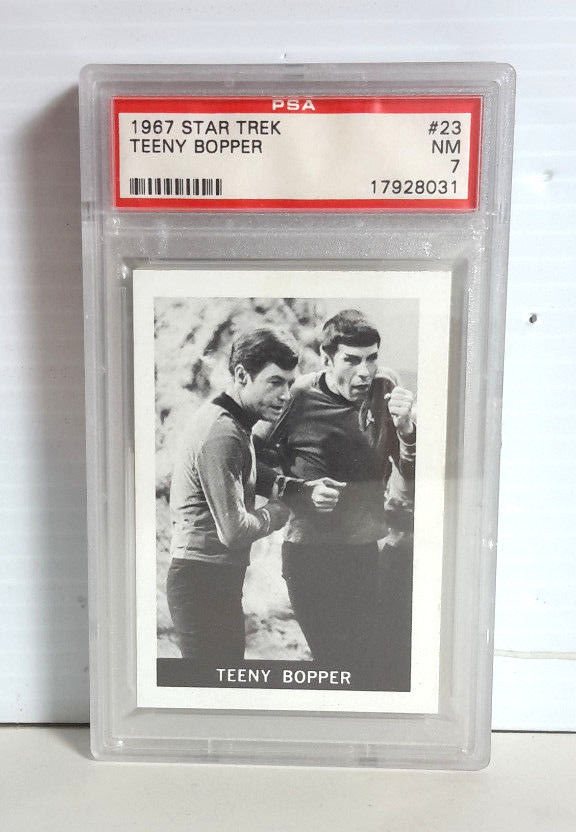 PSA
1967 STAR TREK #23
TEENY BOPPER NM
7
17928031
TEENY BOPPER